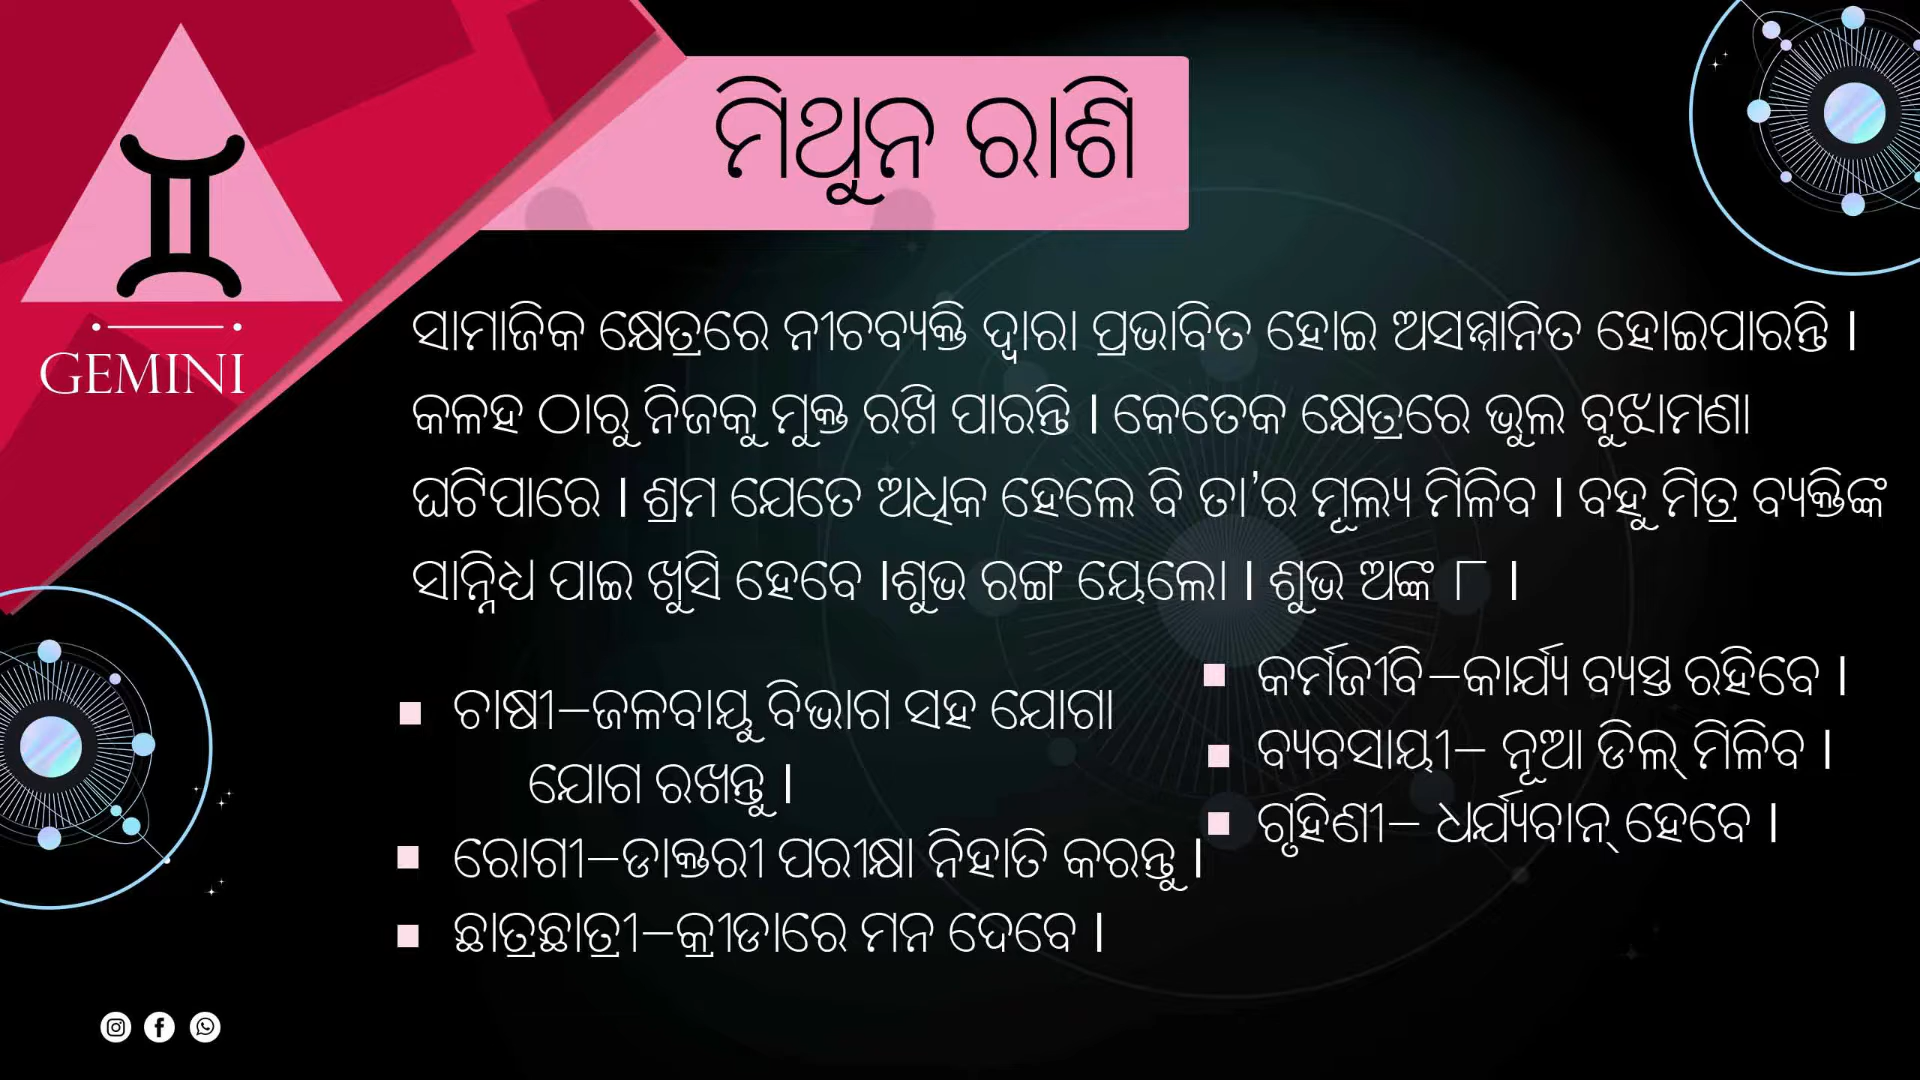 ମିଥୁନ ରାଶି
GEMINI
ସାମାଜିକ କ୍ଷେତ୍ରରେ ନୀଚବ୍ୟକ୍ତି ଦ୍ୱାରା ପ୍ରଭାବିତ ହୋଇ ଅସମ୍ମାନିତ ହୋଇପାରନ୍ତି ।
କଳହ ଠାରୁ ନିଜକୁ ମୁକ୍ତ ରଖି ପାରନ୍ତି । କେତେକ କ୍ଷେତ୍ରରେ ଭୁଲ ବୁଝାମଣା
ଘଟିପାରେ । ଶ୍ରମ ଯେତେ ଅଧିକ ହେଲେ ବି ତା'ର ମୂଲ୍ୟ ମିଳିବ । ବହୁ ମିତ୍ର ବ୍ୟକ୍ତିଙ୍କ
ସାନ୍ନିଧ୍ୟ ପାଇ ଖୁସି ହେବେ ।ଶୁଭ ରଙ୍ଗ ୟେଲୋ । ଶୁଭ ଅଙ୍କ ୮ ।
ଚାଷୀ–ଜଳବାୟୁ ବିଭାଗ ସହ ଯୋଗା
ଯୋଗ ରଖନ୍ତୁ ।
ରୋଗୀ–ଡାକ୍ତରୀ ପରୀକ୍ଷା ନିହାତି କରନ୍ତୁ ।
ଛାତ୍ରଛାତ୍ରୀ–କ୍ରୀଡାରେ ମନ ଦେବେ ।
କର୍ମଜୀବି–କାର୍ଯ୍ୟ ବ୍ୟସ୍ତ ରହିବେ ।
ବ୍ୟବସାୟୀ– ନୂଆ ଡିଲ୍ ମିଳିବ ।
ଗୃହିଣୀ– ଧର୍ଯ୍ୟବାନ୍ ହେବେ ।